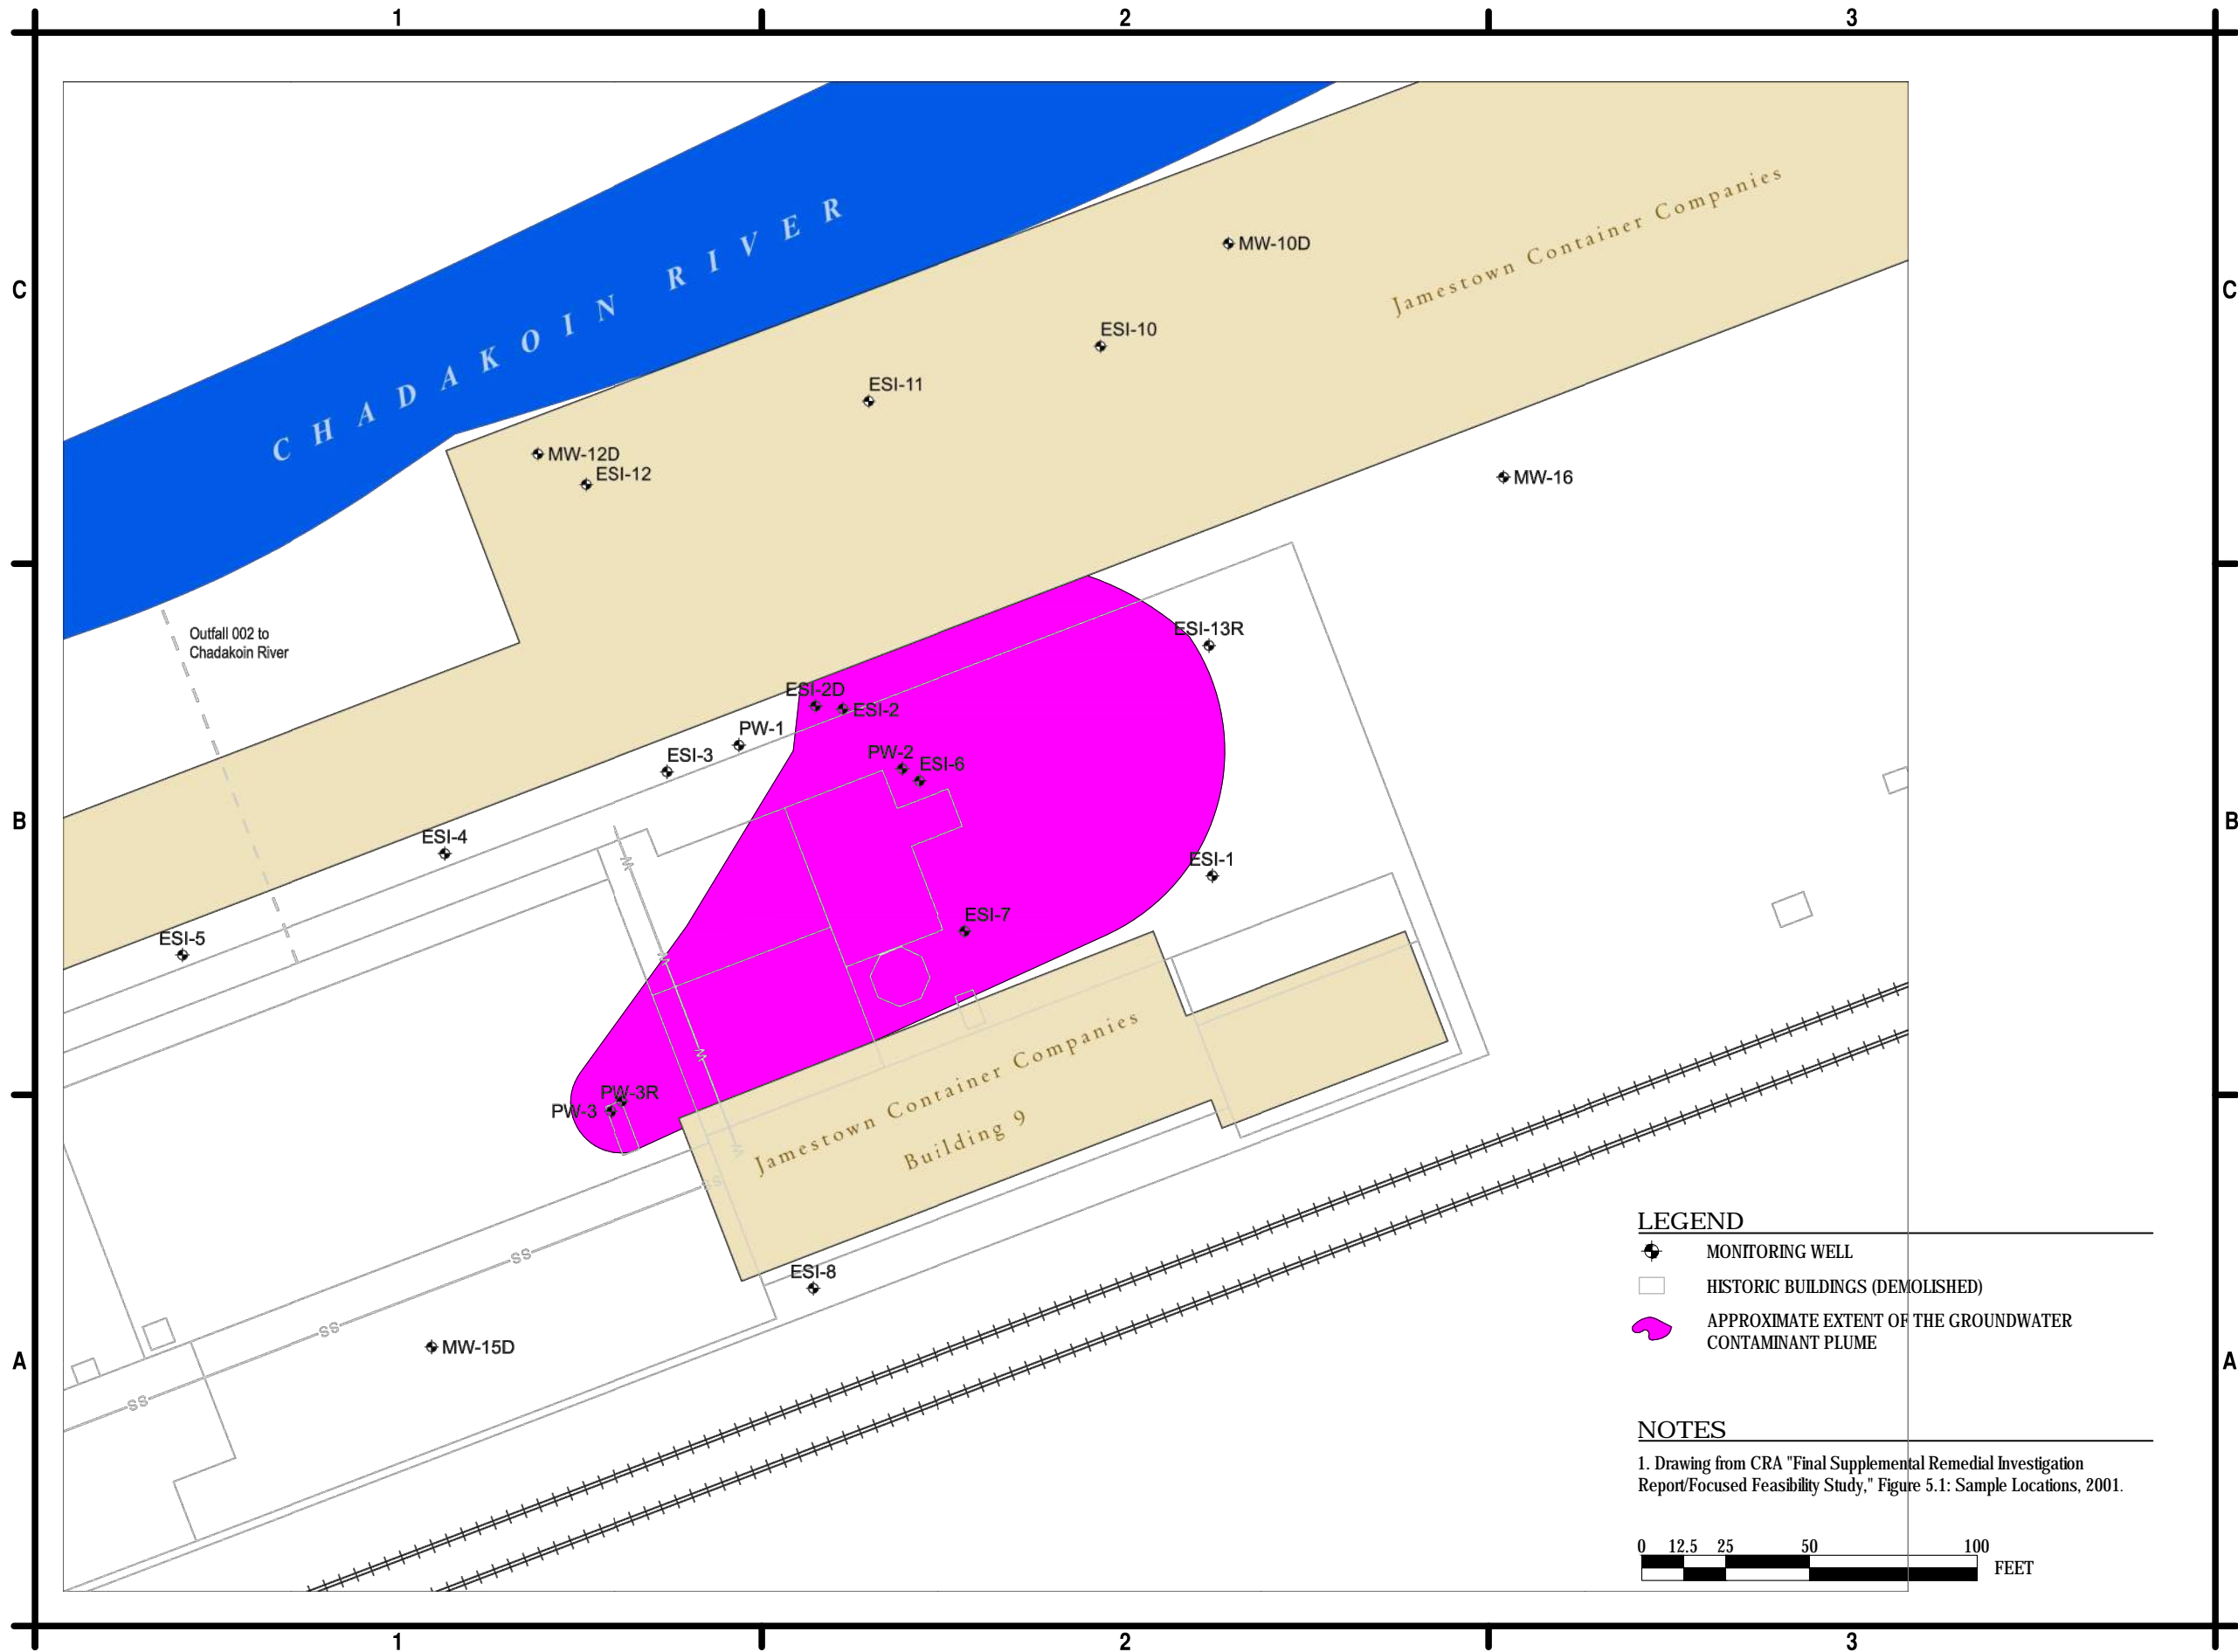 1 2 3
CHADAKOIN RIVER
Jamestown Container Companies
MW-10D
C C
ESI-10
ESI-11
MW-12D
ESI-12
MW-16
Outfall 002 to
Chadakoin River
ESI-13R
ESI-2D
ESI-2
PW-1
ESI-3
PW-2
ESI-6
B B
ESI-4
W
ESI-1
ESI-7
ESI-5
W
W
Jamestown Container Companies
Building 9
PW-3R
PW-3
W
SS
SS
ESI-8
SS
MW-15D
A A
SS
LEGEND
MONITORING WELL
HISTORIC BUILDINGS (DEMOLISHED)
APPROXIMATE EXTENT OF THE GROUNDWATER
CONTAMINANT PLUME
NOTES
1. Drawing from CRA "Final Supplemental Remedial Investigation
Report/Focused Feasibility Study," Figure 5.1: Sample Locations, 2001.
0 12.5 25 50 100
FEET
1 2 3